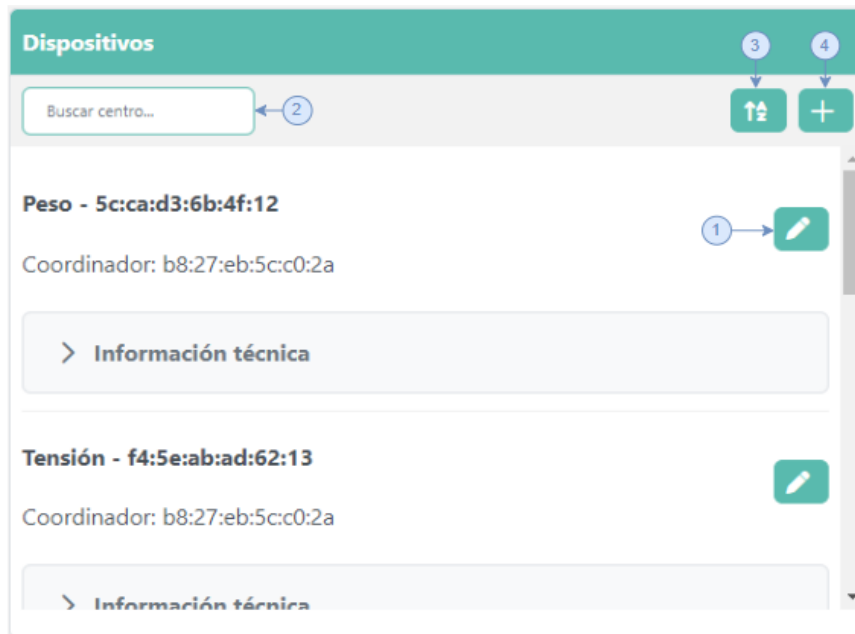 Dispositivos
3
4
Buscar centro...
2
Peso - 5c:ca:d3:6b:4f:12
1
Coordinador: b8:27:eb:5c:c0:2a
Información técnica
Tensión - f4:5e:ab:ad:62:13
Coordinador: b8:27:eb:5c:c0:2a
Información técnica